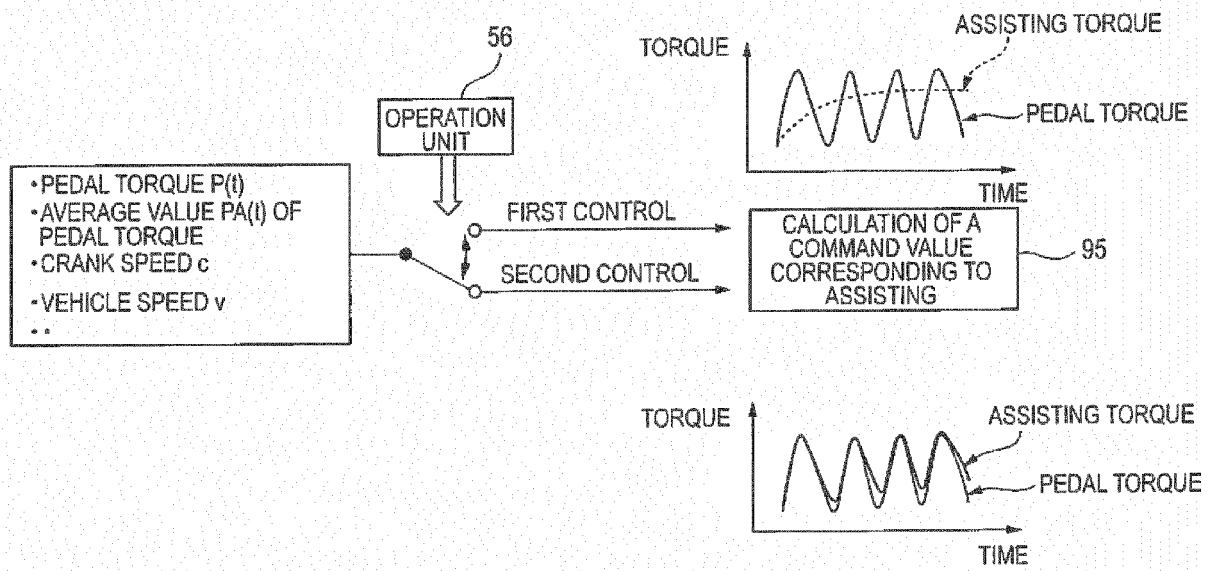 56
OPERATION
UNIT
•PEDAL TORQUE P(t)
•AVERAGE VALUE PA(t) OF
PEDAL TORQUE
•CRANK SPEED c
•VEHICLE SPEED v
• •
FIRST CONTROL
SECOND CONTROL
TORQUE
ASSISTING TORQUE
PEDAL TORQUE
TIME
CALCULATION OF A
COMMAND VALUE
CORRESPONDING TO
ASSISTING
95
TORQUE
ASSISTING TORQUE
PEDAL TORQUE
TIME